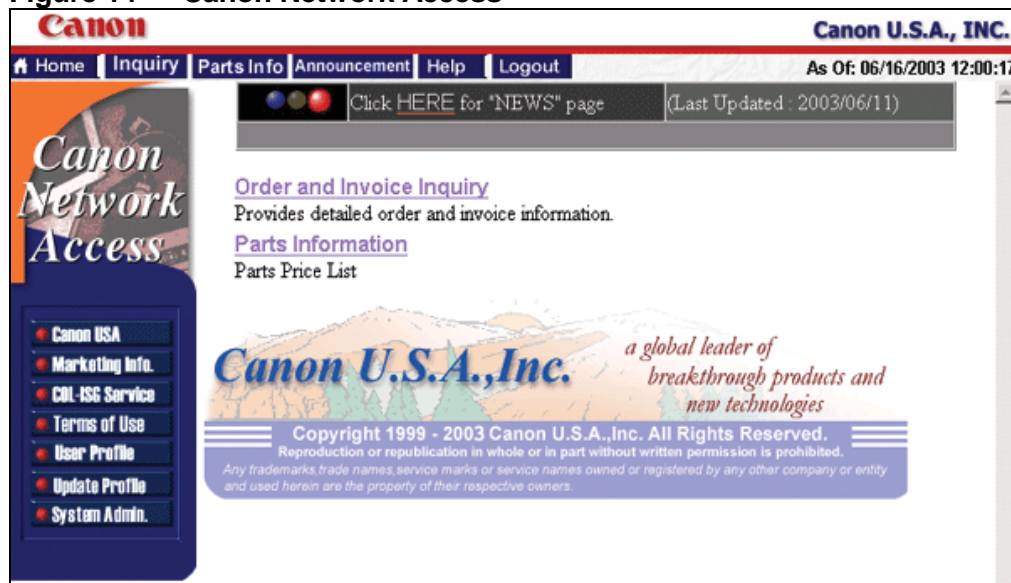 Canon Network Access
Canon
Canon U.S.A., INC.
Home Inquiry Parts Info Announcement Help Logout
As Of: 06/16/2003 12:00:17
Click HERE for "NEWS" page (Last Updated : 2003/06/11)
Canon
Network
Access
Order and Invoice Inquiry
Provides detailed order and invoice information.
Parts Information
Parts Price List
Canon USA
Marketing Info.
CDL-ISG Service
Terms of Use
User Profile
Update Profile
System Admin.
Canon U.S.A.,Inc.
a global leader of
breakthrough products and
new technologies
Copyright 1999 - 2003 Canon U.S.A.,Inc. All Rights Reserved.
Reproduction or republication in whole or in part without written permission is prohibited.
Any trademarks,trade names,service marks or service names owned or registered by any other company or entity
and used herein are the property of their respective owners.